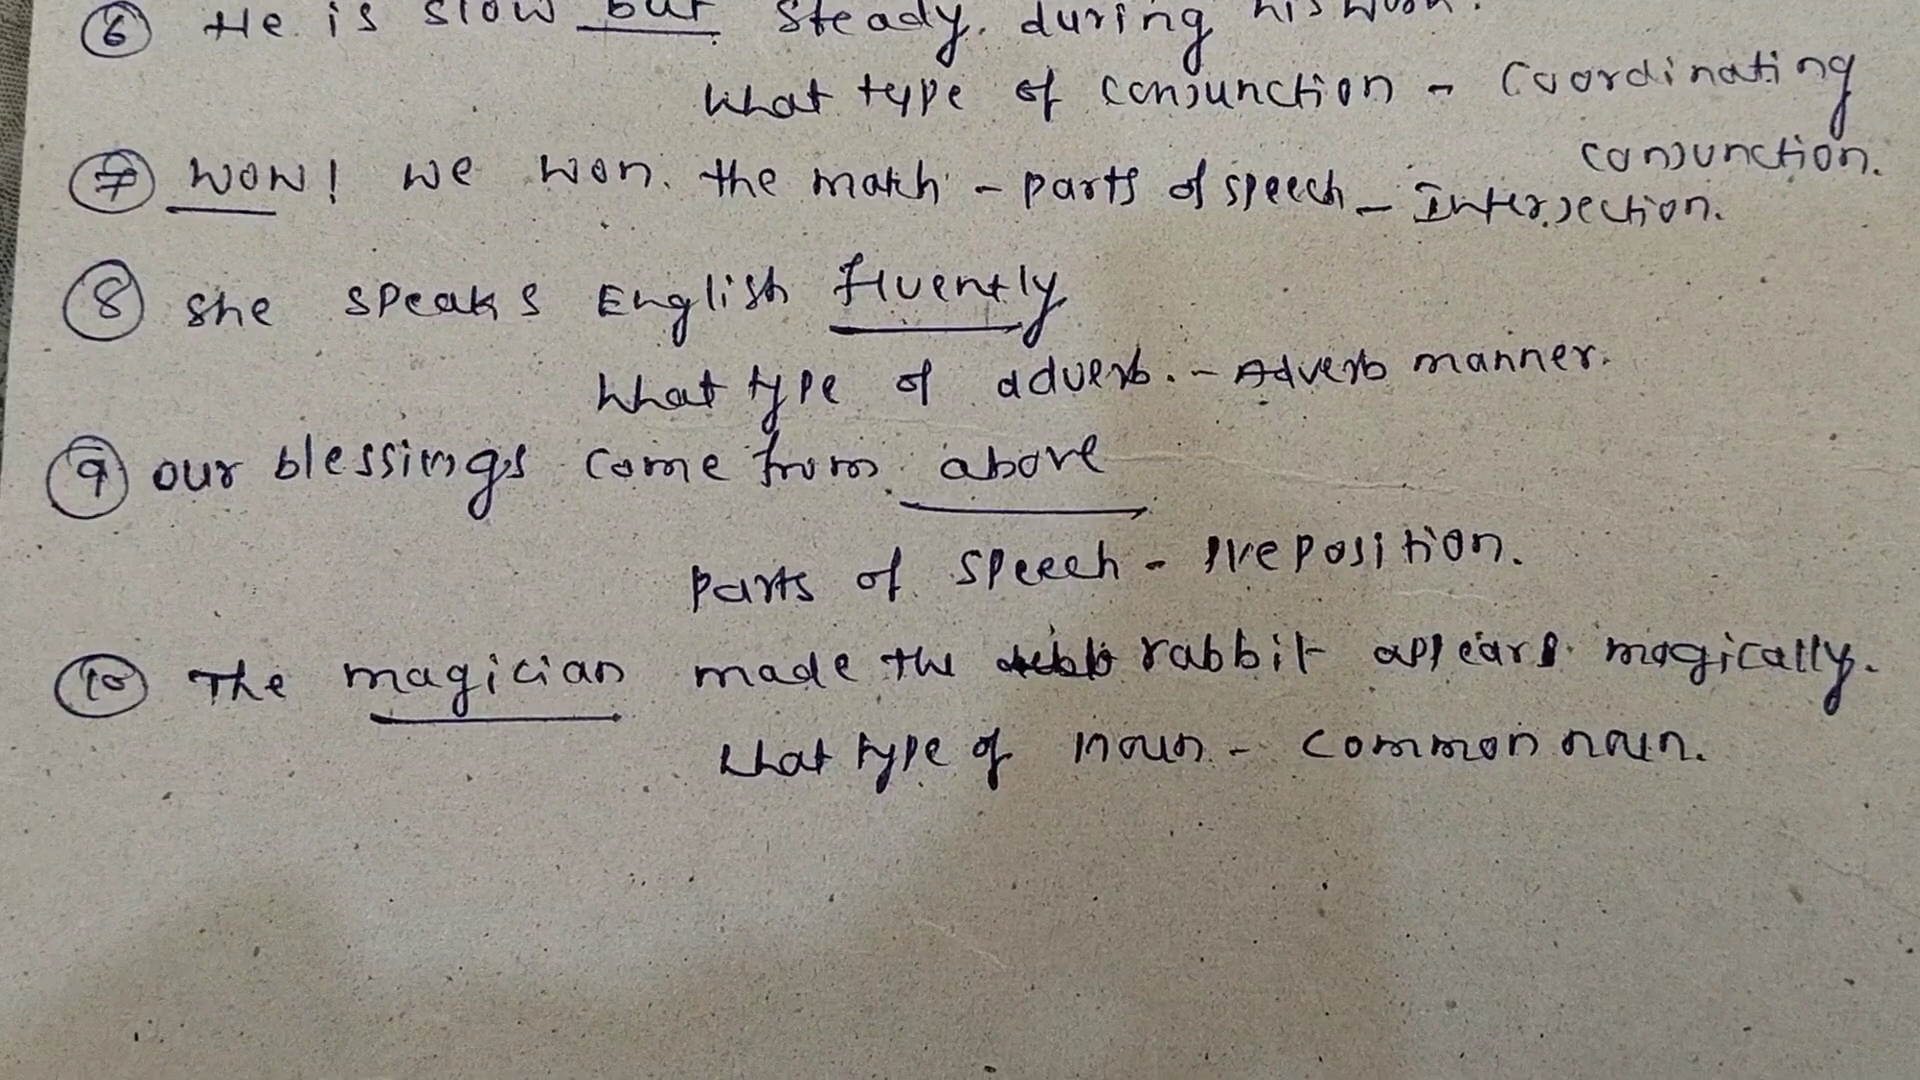 6 He is slow but steady. during his work.
What type of conjunction - Coordinating
conjunction.
7 wow! we won. the match - parts of speech - Interjection.
8 she speaks English fluently
What type of adverb. - Adverb manner.
9 our blessings come from above
parts of speech - preposition.
10 The magician made the rabbit appears magically.
what type of noun - common noun.